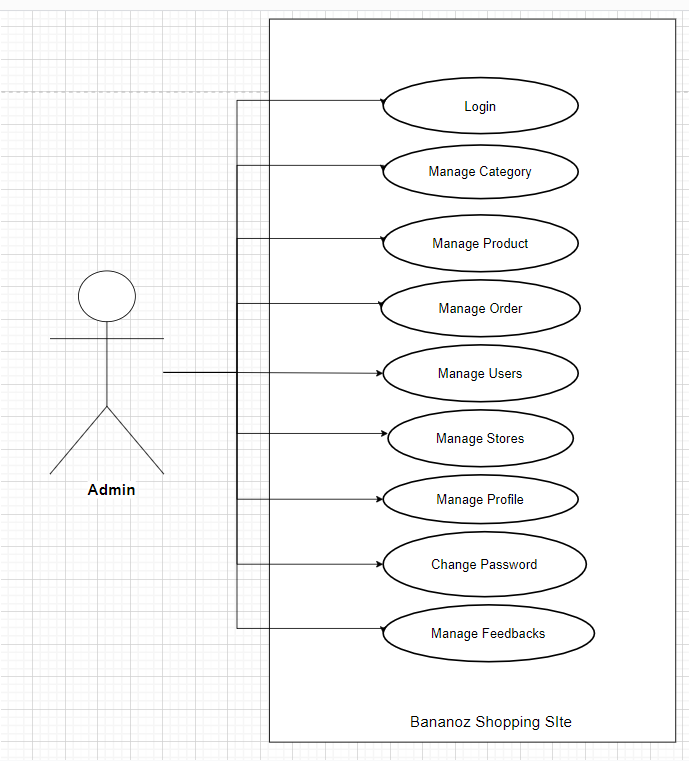 Login
Manage Category
Manage Product
Manage Order
Manage Users
Manage Stores
Manage Profile
Change Password
Manage Feedbacks
Admin
Bananoz Shopping SIte